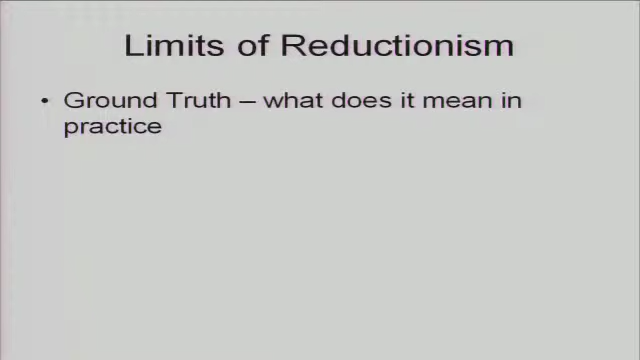 Limits of Reductionism
• Ground Truth – what does it mean in
practice